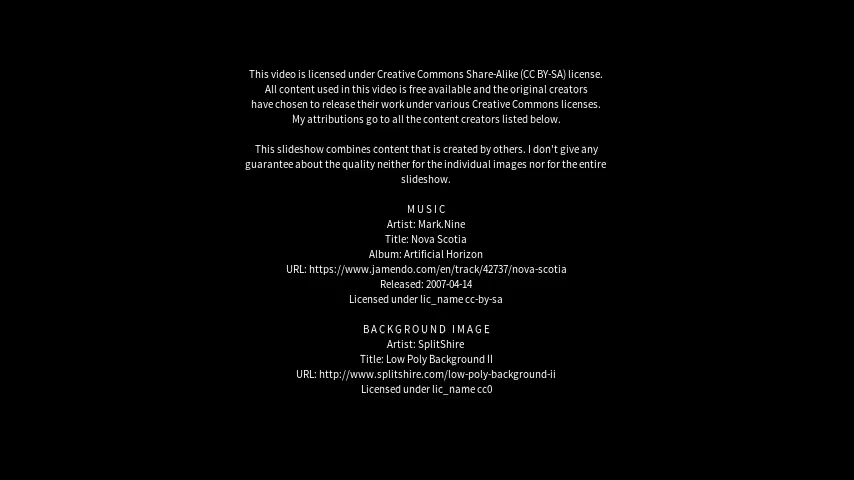 This video is licensed under Creative Commons Share-Alike (CC BY-SA) license.
All content used in this video is free available and the original creators
have chosen to release their work under various Creative Commons licenses.
My attributions go to all the content creators listed below.
This slideshow combines content that is created by others. I don't give any
guarantee about the quality neither for the individual images nor for the entire
slideshow.
MUSIC
Artist: Mark.Nine
Title: Nova Scotia
Album: Artificial Horizon
URL: https://www.jamendo.com/en/track/42737/nova-scotia
Released: 2007-04-14
Licensed under lic_name cc-by-sa
BACKGROUND IMAGE
Artist: SplitShire
Title: Low Poly Background II
URL: http://www.splitshire.com/low-poly-background-ii
Licensed under lic_name cc0